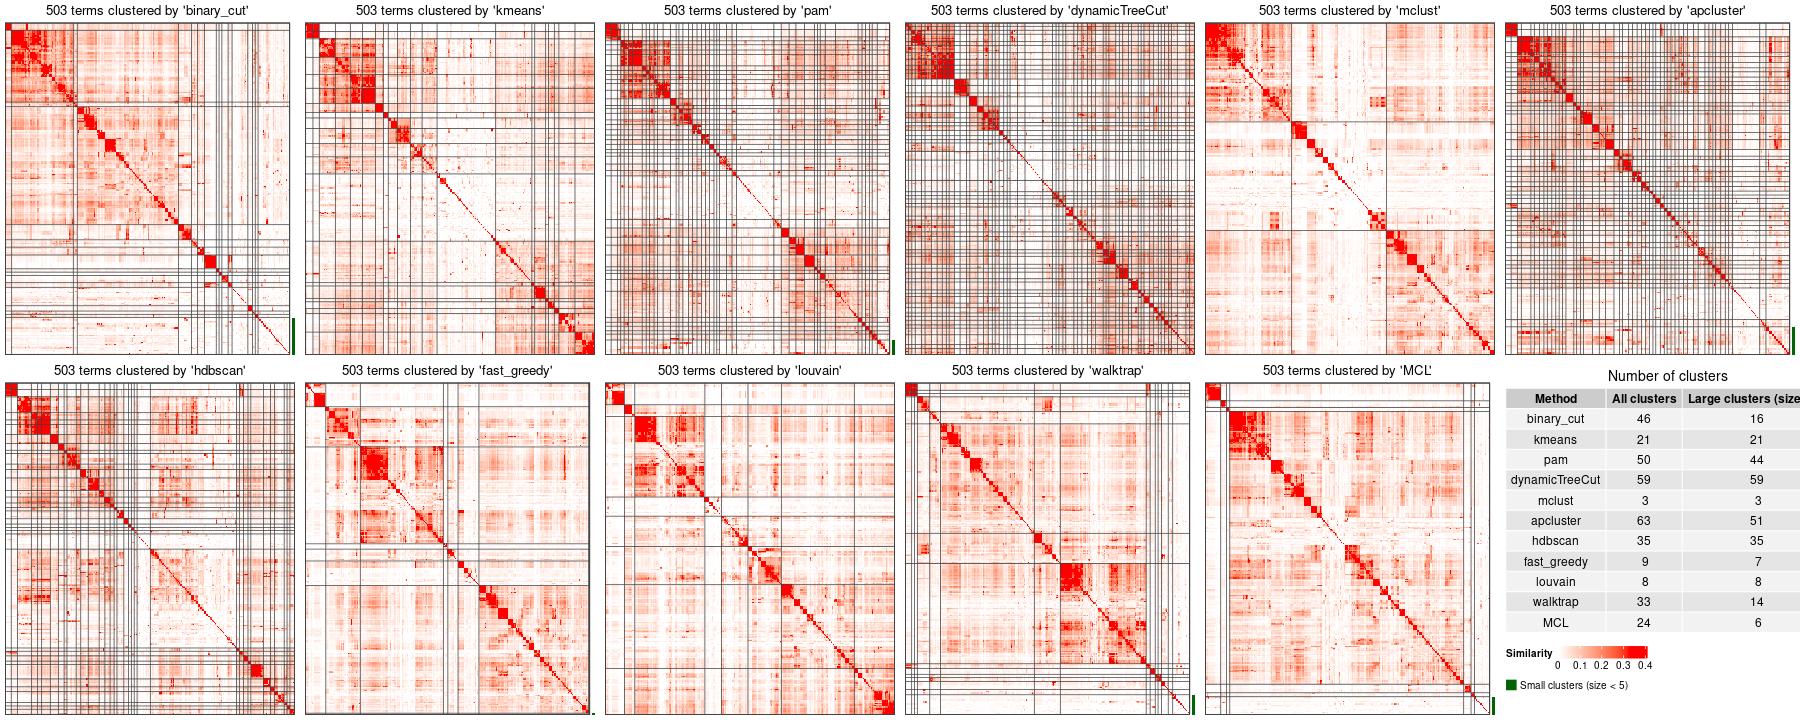 503 terms clustered by 'binary_cut'
503 terms clustered by 'kmeans'
503 terms clustered by 'pam'
503 terms clustered by 'dynamicTreeCut'
503 terms clustered by 'mclust'
503 terms clustered by 'apcluster'
503 terms clustered by 'hdbscan'
503 terms clustered by 'fast_greedy'
503 terms clustered by 'louvain'
503 terms clustered by 'walktrap'
503 terms clustered by 'MCL'
Number of clusters
Method All clusters Large clusters (size
binary_cut 46 16
kmeans 21 21
pam 50 44
dynamicTreeCut 59 59
mclust 3 3
apcluster 63 51
hdbscan 35 35
fast_greedy 9 7
louvain 8 8
walktrap 33 14
MCL 24 6
Similarity
0 0.1 0.2 0.3 0.4
Small clusters (size < 5)